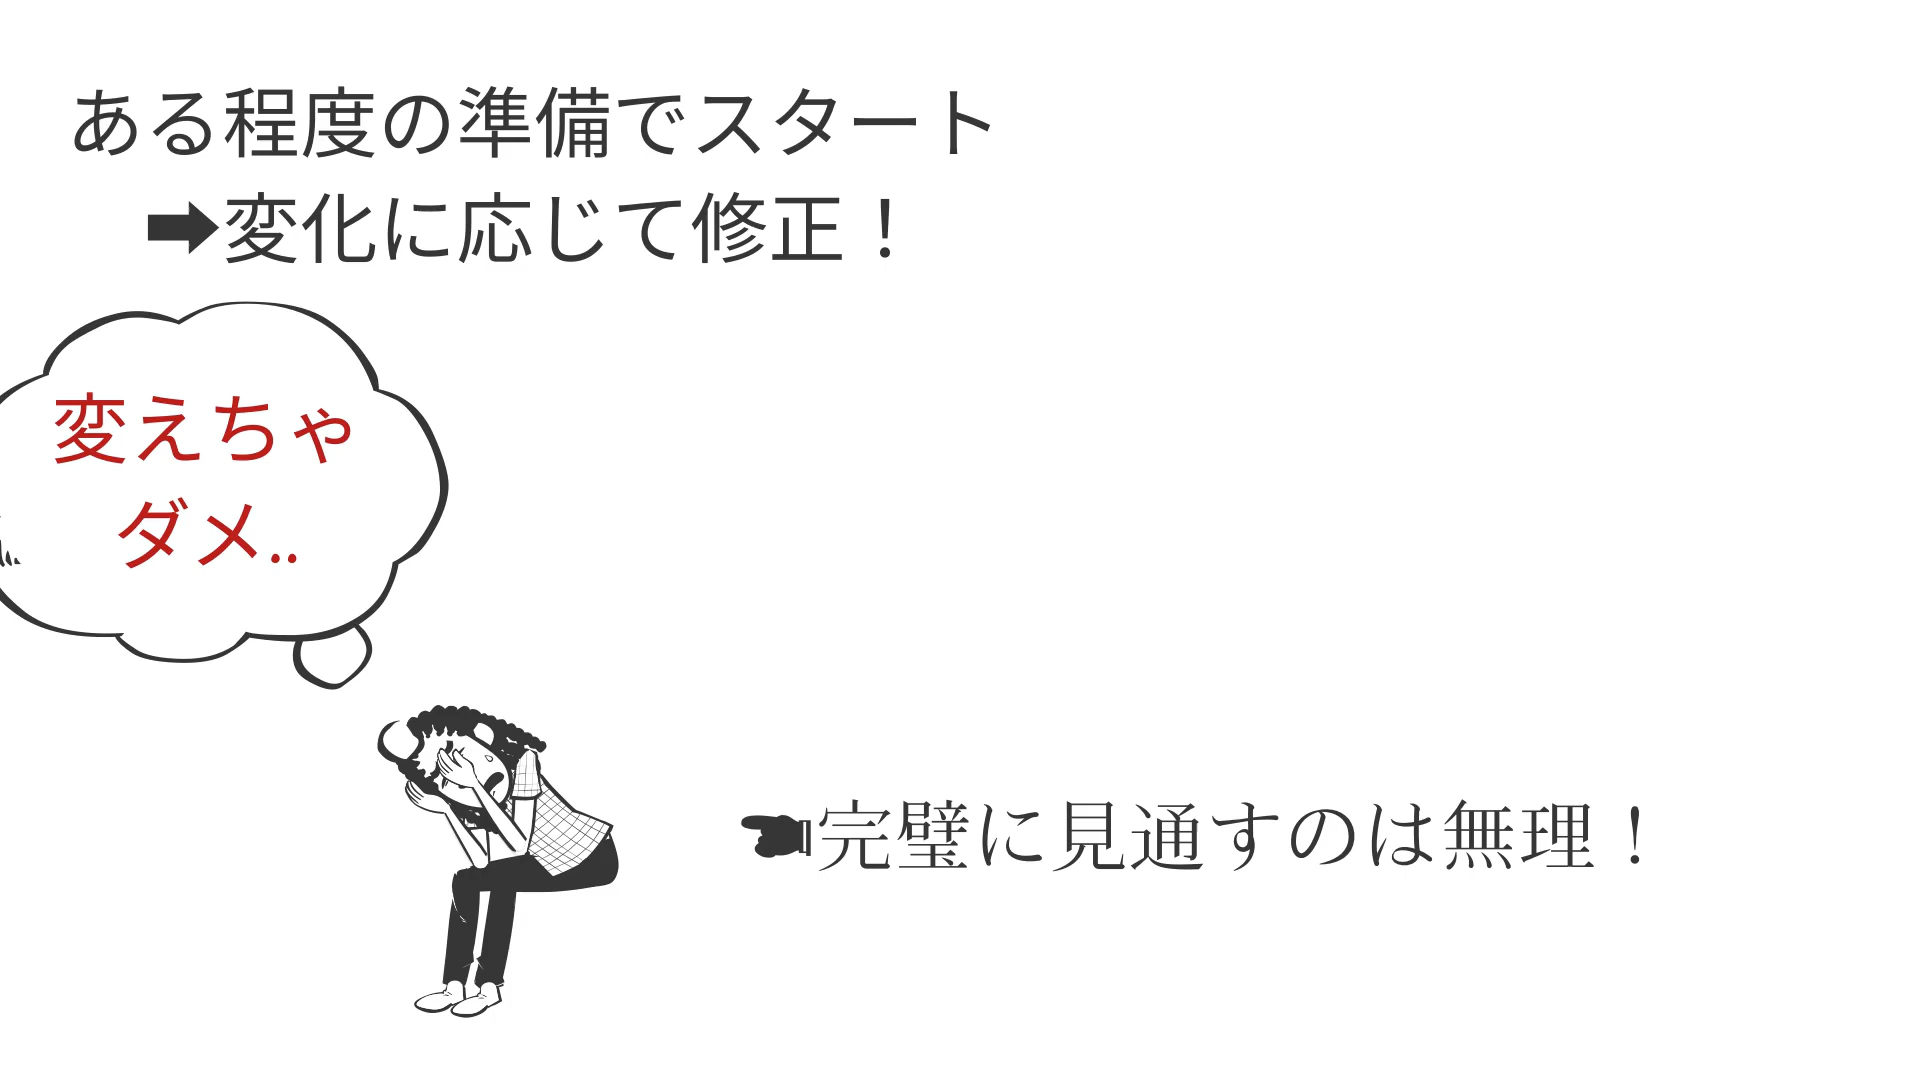 ある程度の準備でスタート
➡変化に応じて修正！
変えちゃ
ダメ..
☚完璧に見通すのは無理！